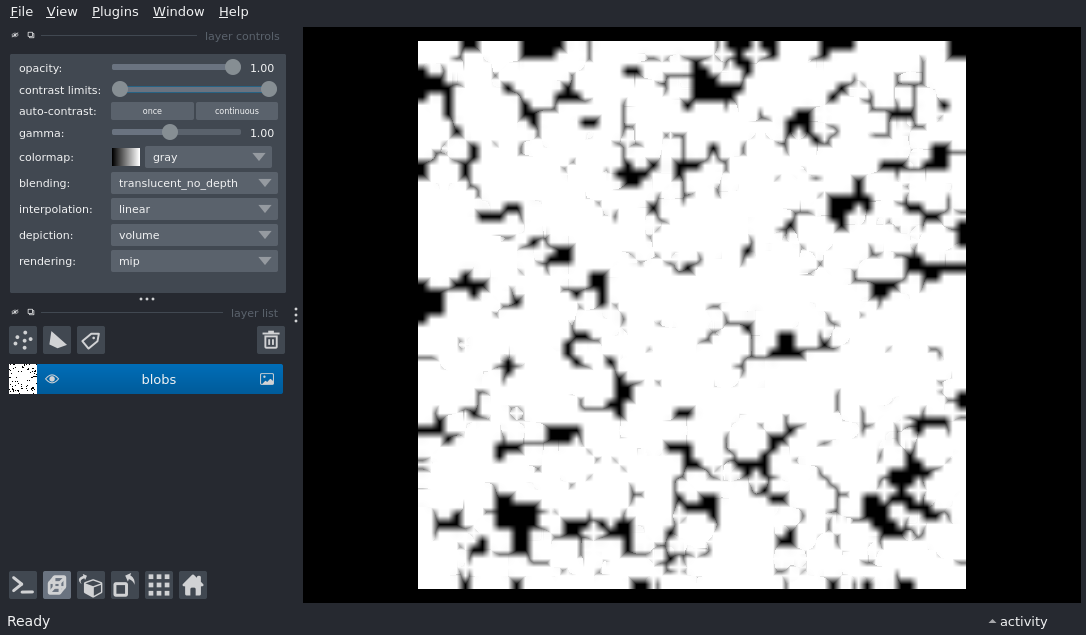 File View Plugins Window Help
layer controls
opacity: 1.00
contrast limits:
auto-contrast: once continuous
gamma: 1.00
colormap: gray
blending: translucent_no_depth
interpolation: linear
depiction: volume
rendering: mip
layer list
blobs
Ready activity